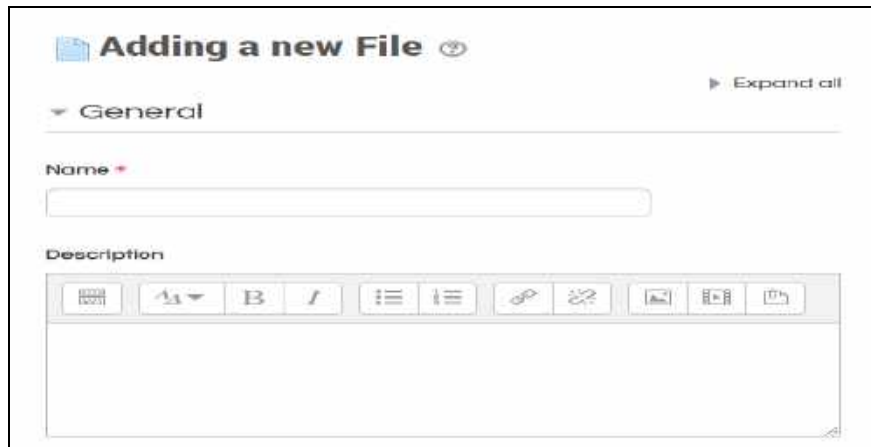 Adding a new File
Expand all
General
Name *
Description
B I